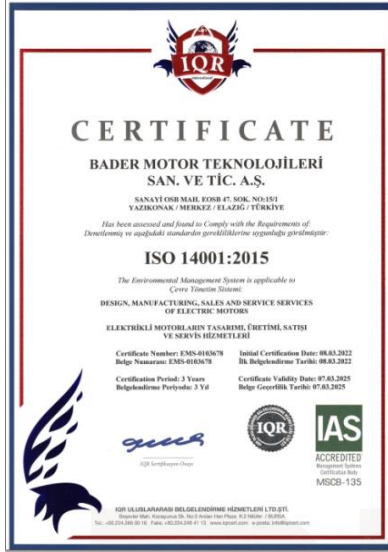 IQR
International
CERTIFICATE
BADER MOTOR TEKNOLOJİLERİ
SAN. VE TİC. A.Ş.
SANAYİ OSB MAH. EOSB 47. SOK. NO:15/1
YAZIKONAK / MERKEZ / ELAZIĞ / TÜRKİYE
Has been assessed and found to Comply with the Requirements of:
Denetlenmiş ve aşağıdaki standardın gerekliliklerine uygunluğu görülmüştür:
ISO 14001:2015
The Environmental Management System is applicable to
Çevre Yönetim Sistemi:
DESIGN, MANUFACTURING, SALES AND SERVICE SERVICES
OF ELECTRIC MOTORS
ELEKTRİKLİ MOTORLARIN TASARIMI, ÜRETİMİ, SATIŞI
VE SERVİS HİZMETLERİ
Certificate Number: EMS-0103678
Belge Numarası: EMS-0103678
Initial Certification Date: 08.03.2022
İlk Belgelendirme Tarihi: 08.03.2022
Certification Period: 3 Years
Belgelendirme Periyodu: 3 Yıl
Certificate Validity Date: 07.03.2025
Belge Geçerlilik Tarihi: 07.03.2025
IQR Sertifikasyon Onayı
IQR
IAS
ACCREDITED
Management Systems
Certification Body
MSCB-135
IQR ULUSLARARASI BELGELENDİRME HİZMETLERİ LTD.ŞTİ.